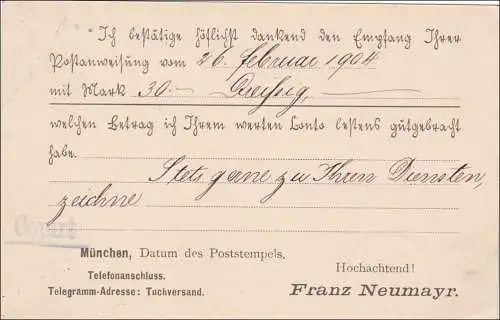 Ich bestätige höflichst dankend den Empfang Ihrer
Postanweisung vom 26. Februar 1904
mit Mark 30.— Dreißig,
welchen Betrag ich Ihrem werten Conto bestens gutgebracht
habe.
Stets gerne zu Ihren Diensten,
zeichne
Copirt
München, Datum des Poststempels.
Hochachtend!
Telefonanschluss.
Franz Neumayr.
Telegramm-Adresse: Tuchversand.